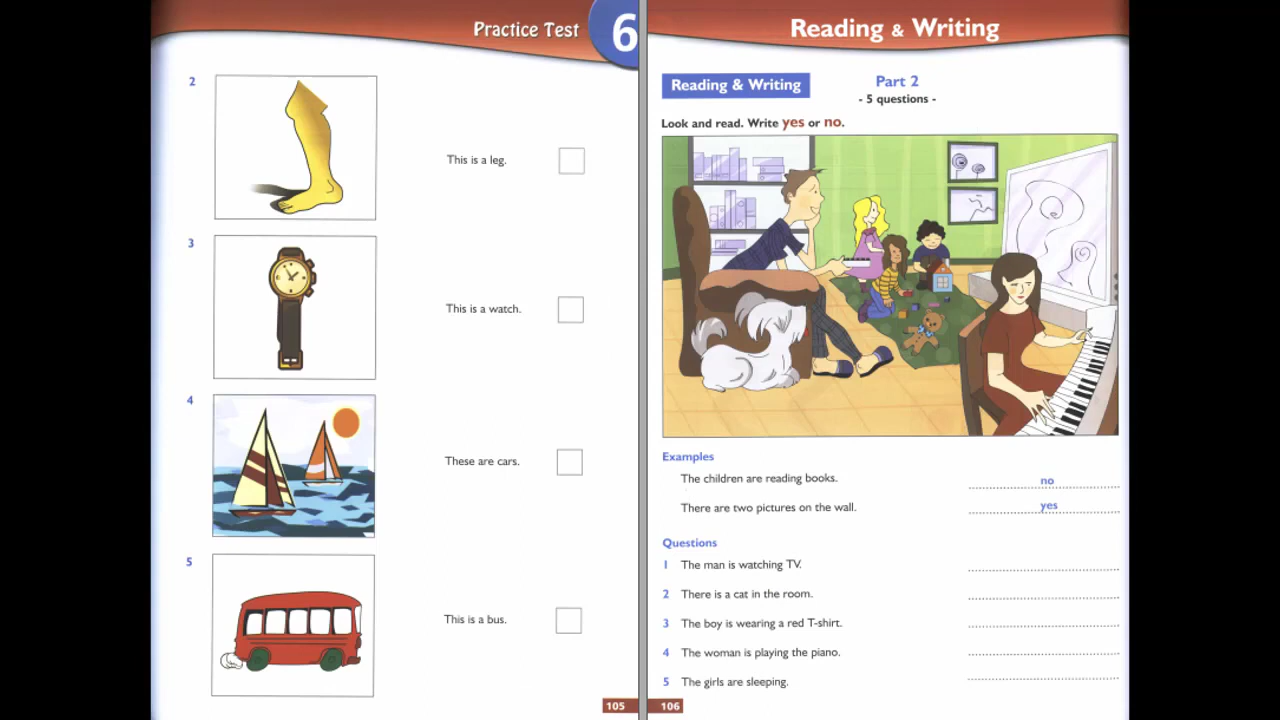 Practice Test 6
2
This is a leg.
3
This is a watch.
4
These are cars.
5
This is a bus.
105
Reading & Writing
Reading & Writing
Part 2
- 5 questions -
Look and read. Write yes or no.
Examples
The children are reading books. no
There are two pictures on the wall. yes
Questions
1 The man is watching TV.
2 There is a cat in the room.
3 The boy is wearing a red T-shirt.
4 The woman is playing the piano.
5 The girls are sleeping.
106